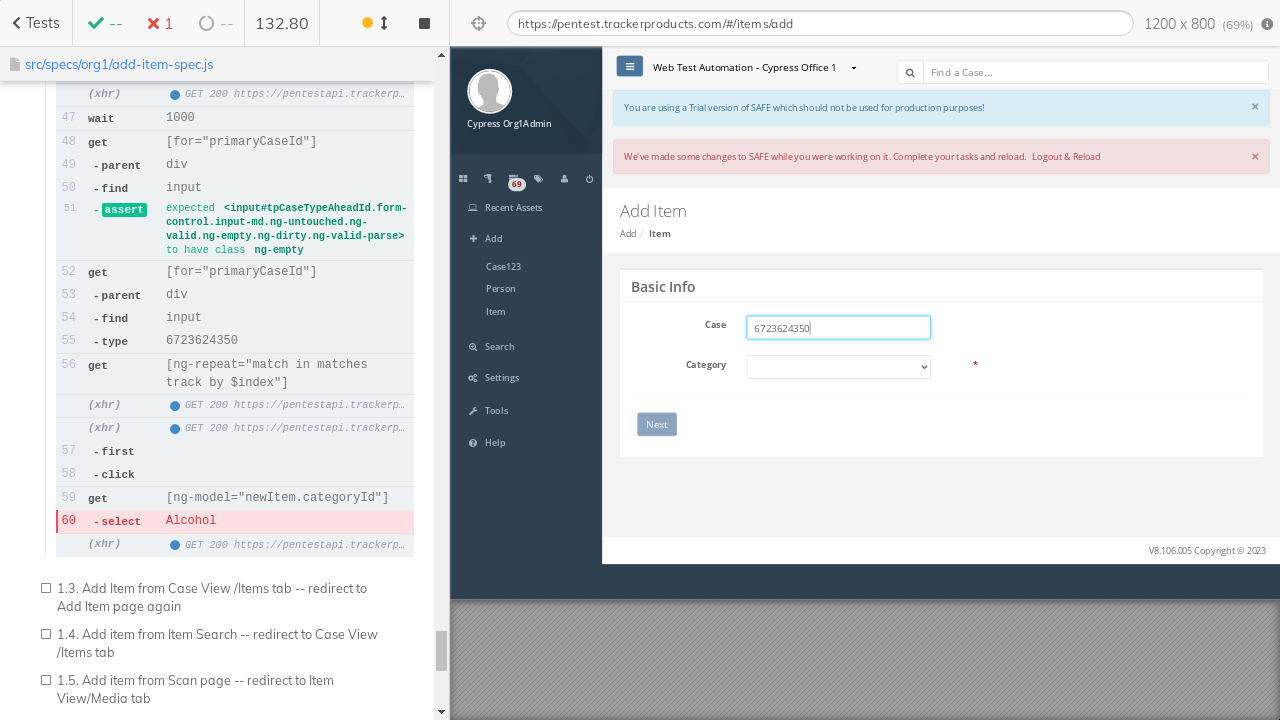 Tests
--
1
--
132.80
https://pentest.trackerproducts.com/#/items/add
1200 x 800 (69%)
src/specs/org1/add-item-spec.js
(xhr) GET 200 https://pentestapi.trackerp…
47 wait 1000
48 get [for="primaryCaseId"]
49 -parent div
50 -find input
51 -assert expected <input#tpCaseTypeAheadId.form-
control.input-md.ng-untouched.ng-
valid.ng-empty.ng-dirty.ng-valid-parse>
to have class ng-empty
52 get [for="primaryCaseId"]
53 -parent div
54 -find input
55 -type 6723624350
56 get [ng-repeat="match in matches
track by $index"]
(xhr) GET 200 https://pentestapi.trackerp…
(xhr) GET 200 https://pentestapi.trackerp…
57 -first
58 -click
59 get [ng-model="newItem.categoryId"]
60 -select Alcohol
(xhr) GET 200 https://pentestapi.trackerp…
1.3. Add Item from Case View /Items tab -- redirect to
Add Item page again
1.4. Add item from Item Search -- redirect to Case View
/Items tab
1.5. Add item from Scan page -- redirect to Item
View/Media tab
Cypress Org1Admin
69
Recent Assets
Add
Case123
Person
Item
Search
Settings
Tools
Help
Web Test Automation - Cypress Office 1
Find a Case...
You are using a Trial version of SAFE which should not be used for production purposes!
×
We've made some changes to SAFE while you were working on it. Complete your tasks and reload. Logout & Reload
×
Add Item
Add / Item
Basic Info
Case 6723624350
Category *
Next
V8.106.005 Copyright © 2023